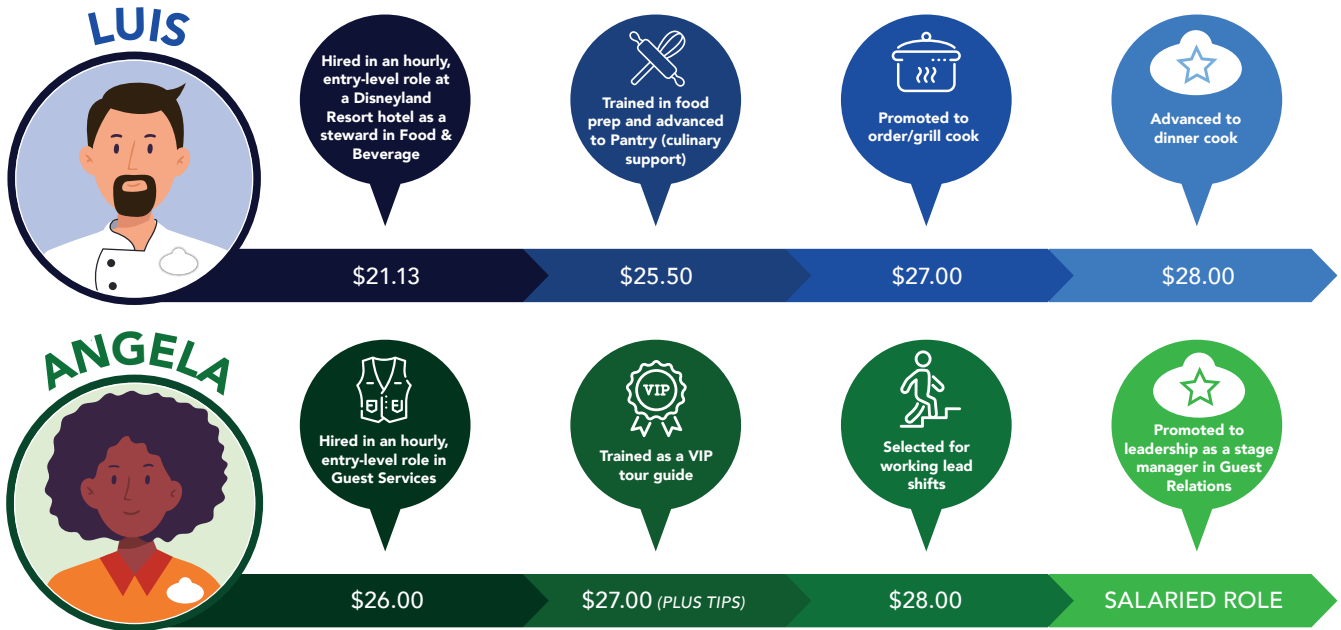 LUIS
Hired in an hourly,
entry-level role at
a Disneyland
Resort hotel as a
steward in Food &
Beverage
Trained in food
prep and advanced
to Pantry (culinary
support)
Promoted to
order/grill cook
Advanced to
dinner cook
$21.13
$25.50
$27.00
$28.00
ANGELA
Hired in an hourly,
entry-level role in
Guest Services
VIP
Trained as a VIP
tour guide
Selected for
working lead
shifts
Promoted to
leadership as a stage
manager in Guest
Relations
$26.00
$27.00 (PLUS TIPS)
$28.00
SALARIED ROLE